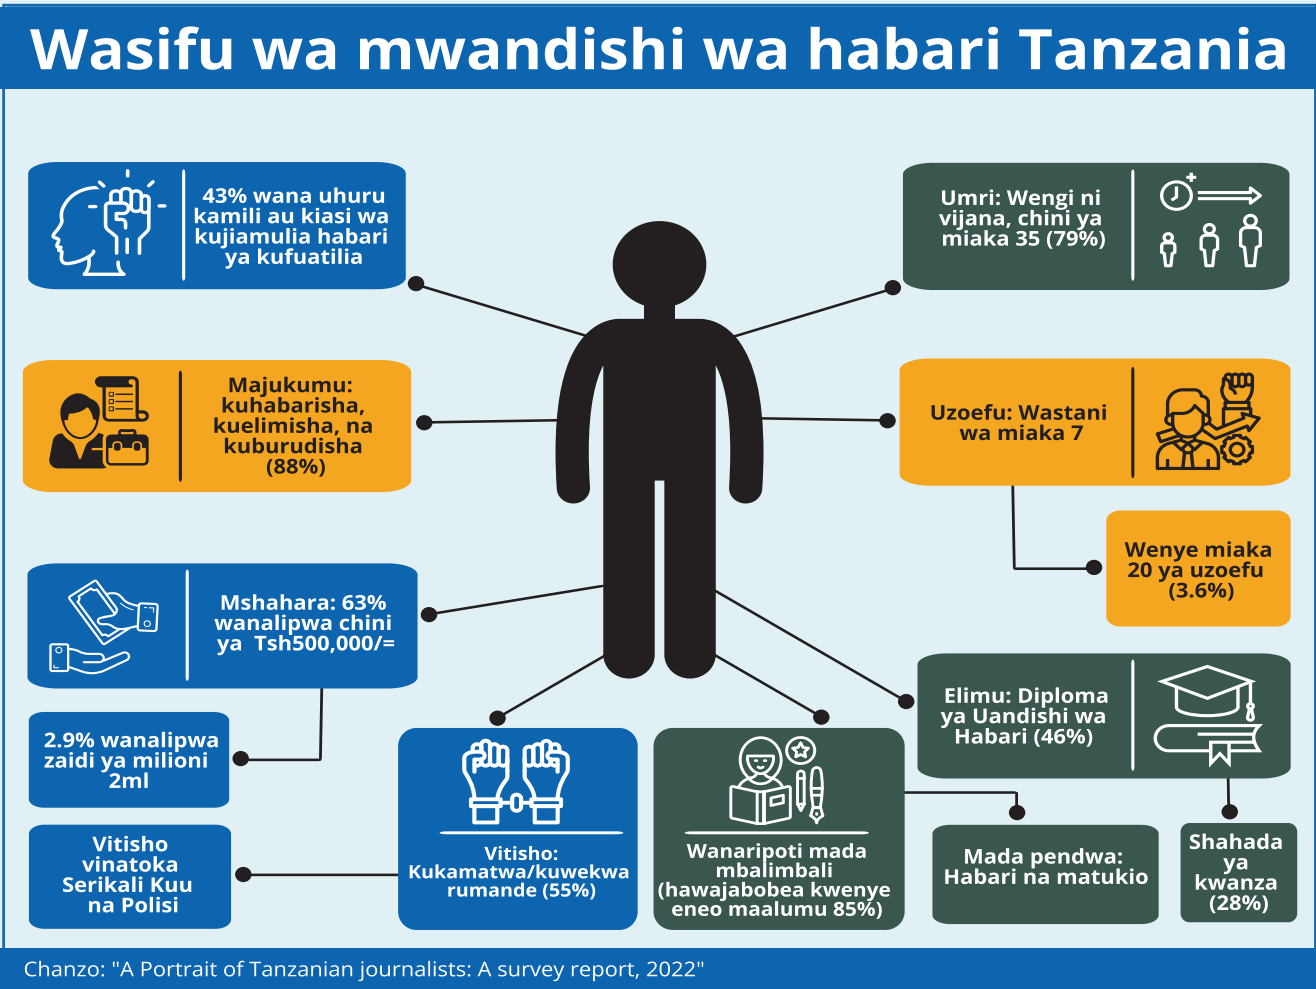 Wasifu wa mwandishi wa habari Tanzania
43% wana uhuru
kamili au kiasi wa
kujiamulia habari
ya kufuatilia
Umri: Wengi ni
vijana, chini ya
miaka 35 (79%)
Majukumu:
kuhabarisha,
kuelimisha, na
kuburudisha
(88%)
Uzoefu: Wastani
wa miaka 7
Wenye miaka
20 ya uzoefu
(3.6%)
Mshahara: 63%
wanalipwa chini
ya Tsh500,000/=
2.9% wanalipwa
zaidi ya milioni
2ml
Elimu: Diploma
ya Uandishi wa
Habari (46%)
Vitisho
vinatoka
Serikali Kuu
na Polisi
Vitisho:
Kukamatwa/kuwekwa
rumande (55%)
Wanaripoti mada
mbalimbali
(hawajabobea kwenye
eneo maalumu 85%)
Mada pendwa:
Habari na matukio
Shahada
ya
kwanza
(28%)
Chanzo: "A Portrait of Tanzanian journalists: A survey report, 2022"